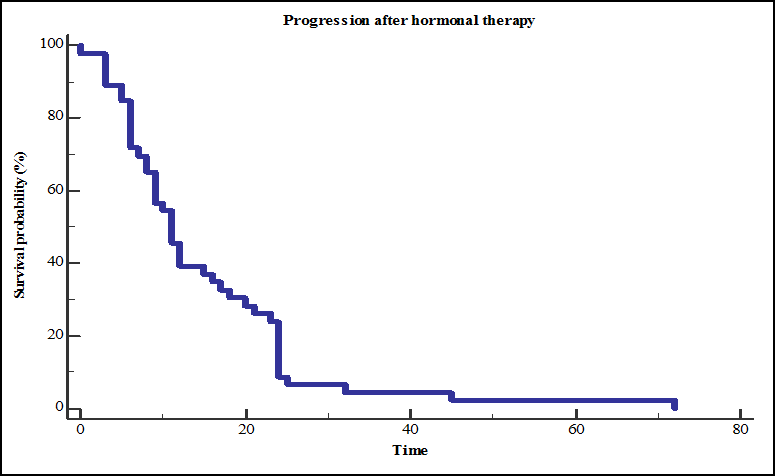 Progression after hormonal therapy
100
80
60
40
20
0
Survival probability (%)
0 20 40 60 80
Time